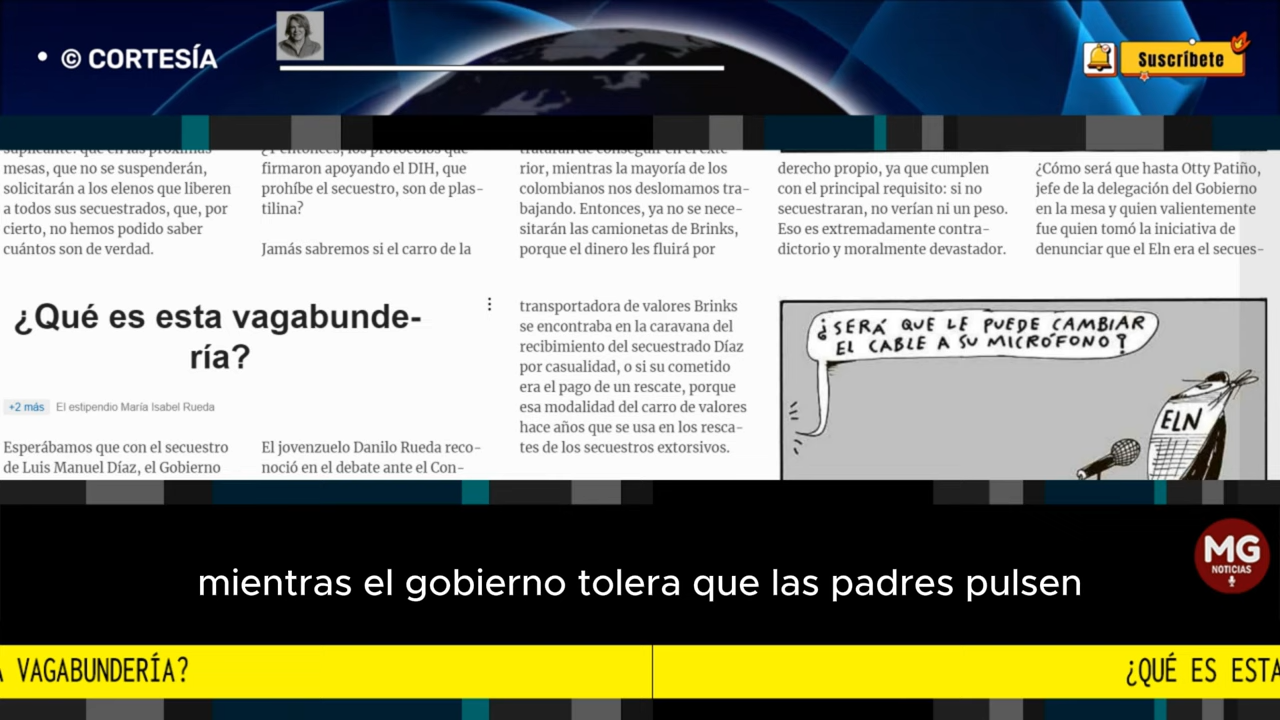 • © CORTESÍA
Suscríbete
mesas, que no se suspenderán,
solicitarán a los elenos que liberen
a todos sus secuestrados, que, por
cierto, no hemos podido saber
cuántos son de verdad.
firmaron apoyando el DIH, que
prohíbe el secuestro, son de plas-
tilina?
Jamás sabremos si el carro de la
rior, mientras la mayoría de los
colombianos nos deslomamos tra-
bajando. Entonces, ya no se nece-
sitarán las camionetas de Brinks,
porque el dinero les fluirá por
derecho propio, ya que cumplen
con el principal requisito: si no
secuestraran, no verían ni un peso.
Eso es extremadamente contra-
dictorio y moralmente devastador.
¿Cómo será que hasta Otty Patiño,
jefe de la delegación del Gobierno
en la mesa y quien valientemente
fue quien tomó la iniciativa de
denunciar que el Eln era el secues-
¿Qué es esta vagabunde-
ría?
+2 más El estipendio María Isabel Rueda
Esperábamos que con el secuestro
de Luis Manuel Díaz, el Gobierno
El jovenzuelo Danilo Rueda reco-
noció en el debate ante el Con-
transportadora de valores Brinks
se encontraba en la caravana del
recibimiento del secuestrado Díaz
por casualidad, o si su cometido
era el pago de un rescate, porque
esa modalidad del carro de valores
hace años que se usa en los resca-
tes de los secuestros extorsivos.
¿SERÁ QUE LE PUEDE CAMBIAR
EL CABLE A SU MICRÓFONO?
ELN
MG
NOTICIAS
mientras el gobierno tolera que las padres pulsen
VAGABUNDERÍA?
¿QUÉ ES ESTA